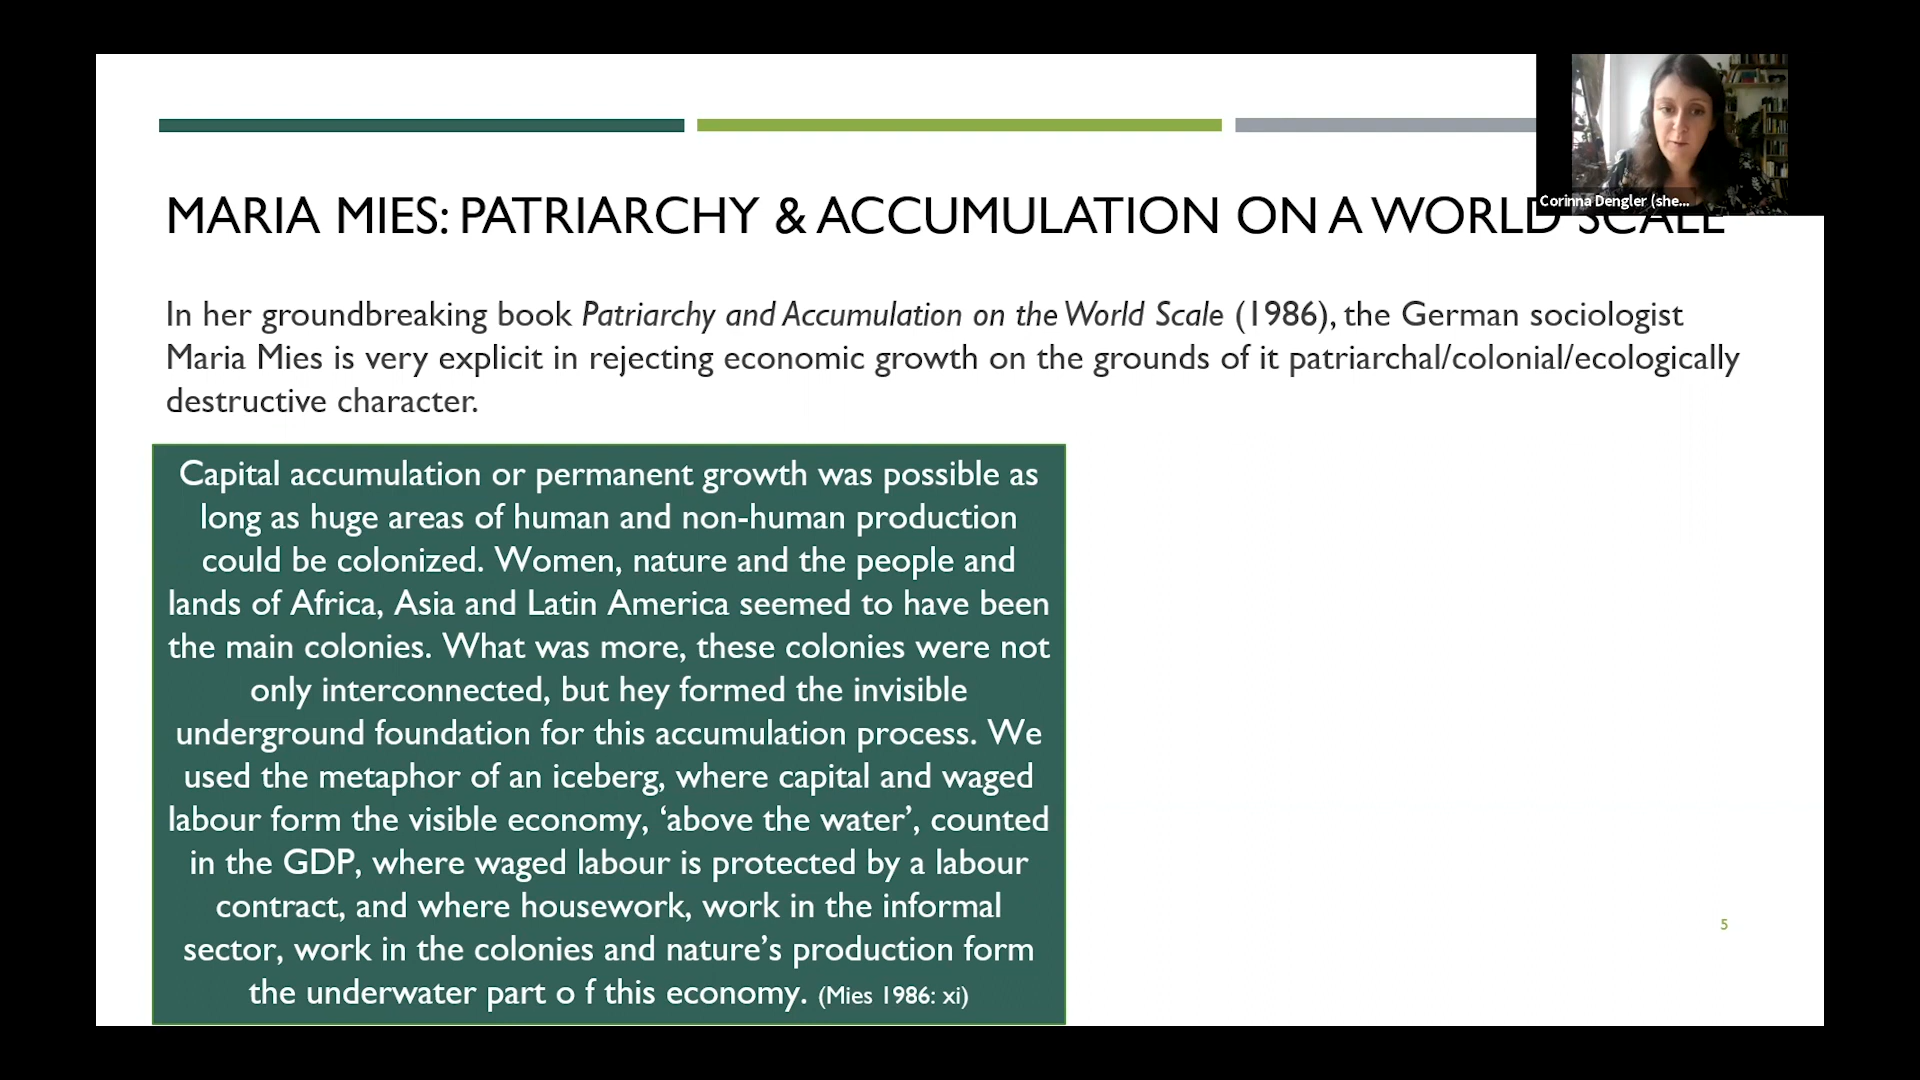 Corinna Dengler (she...
MARIA MIES: PATRIARCHY & ACCUMULATION ON A WORLD SCALE
In her groundbreaking book Patriarchy and Accumulation on the World Scale (1986), the German sociologist
Maria Mies is very explicit in rejecting economic growth on the grounds of it patriarchal/colonial/ecologically
destructive character.
Capital accumulation or permanent growth was possible as
long as huge areas of human and non-human production
could be colonized. Women, nature and the people and
lands of Africa, Asia and Latin America seemed to have been
the main colonies. What was more, these colonies were not
only interconnected, but hey formed the invisible
underground foundation for this accumulation process. We
used the metaphor of an iceberg, where capital and waged
labour form the visible economy, ‘above the water’, counted
in the GDP, where waged labour is protected by a labour
contract, and where housework, work in the informal
sector, work in the colonies and nature’s production form
the underwater part o f this economy. (Mies 1986: xi)
5